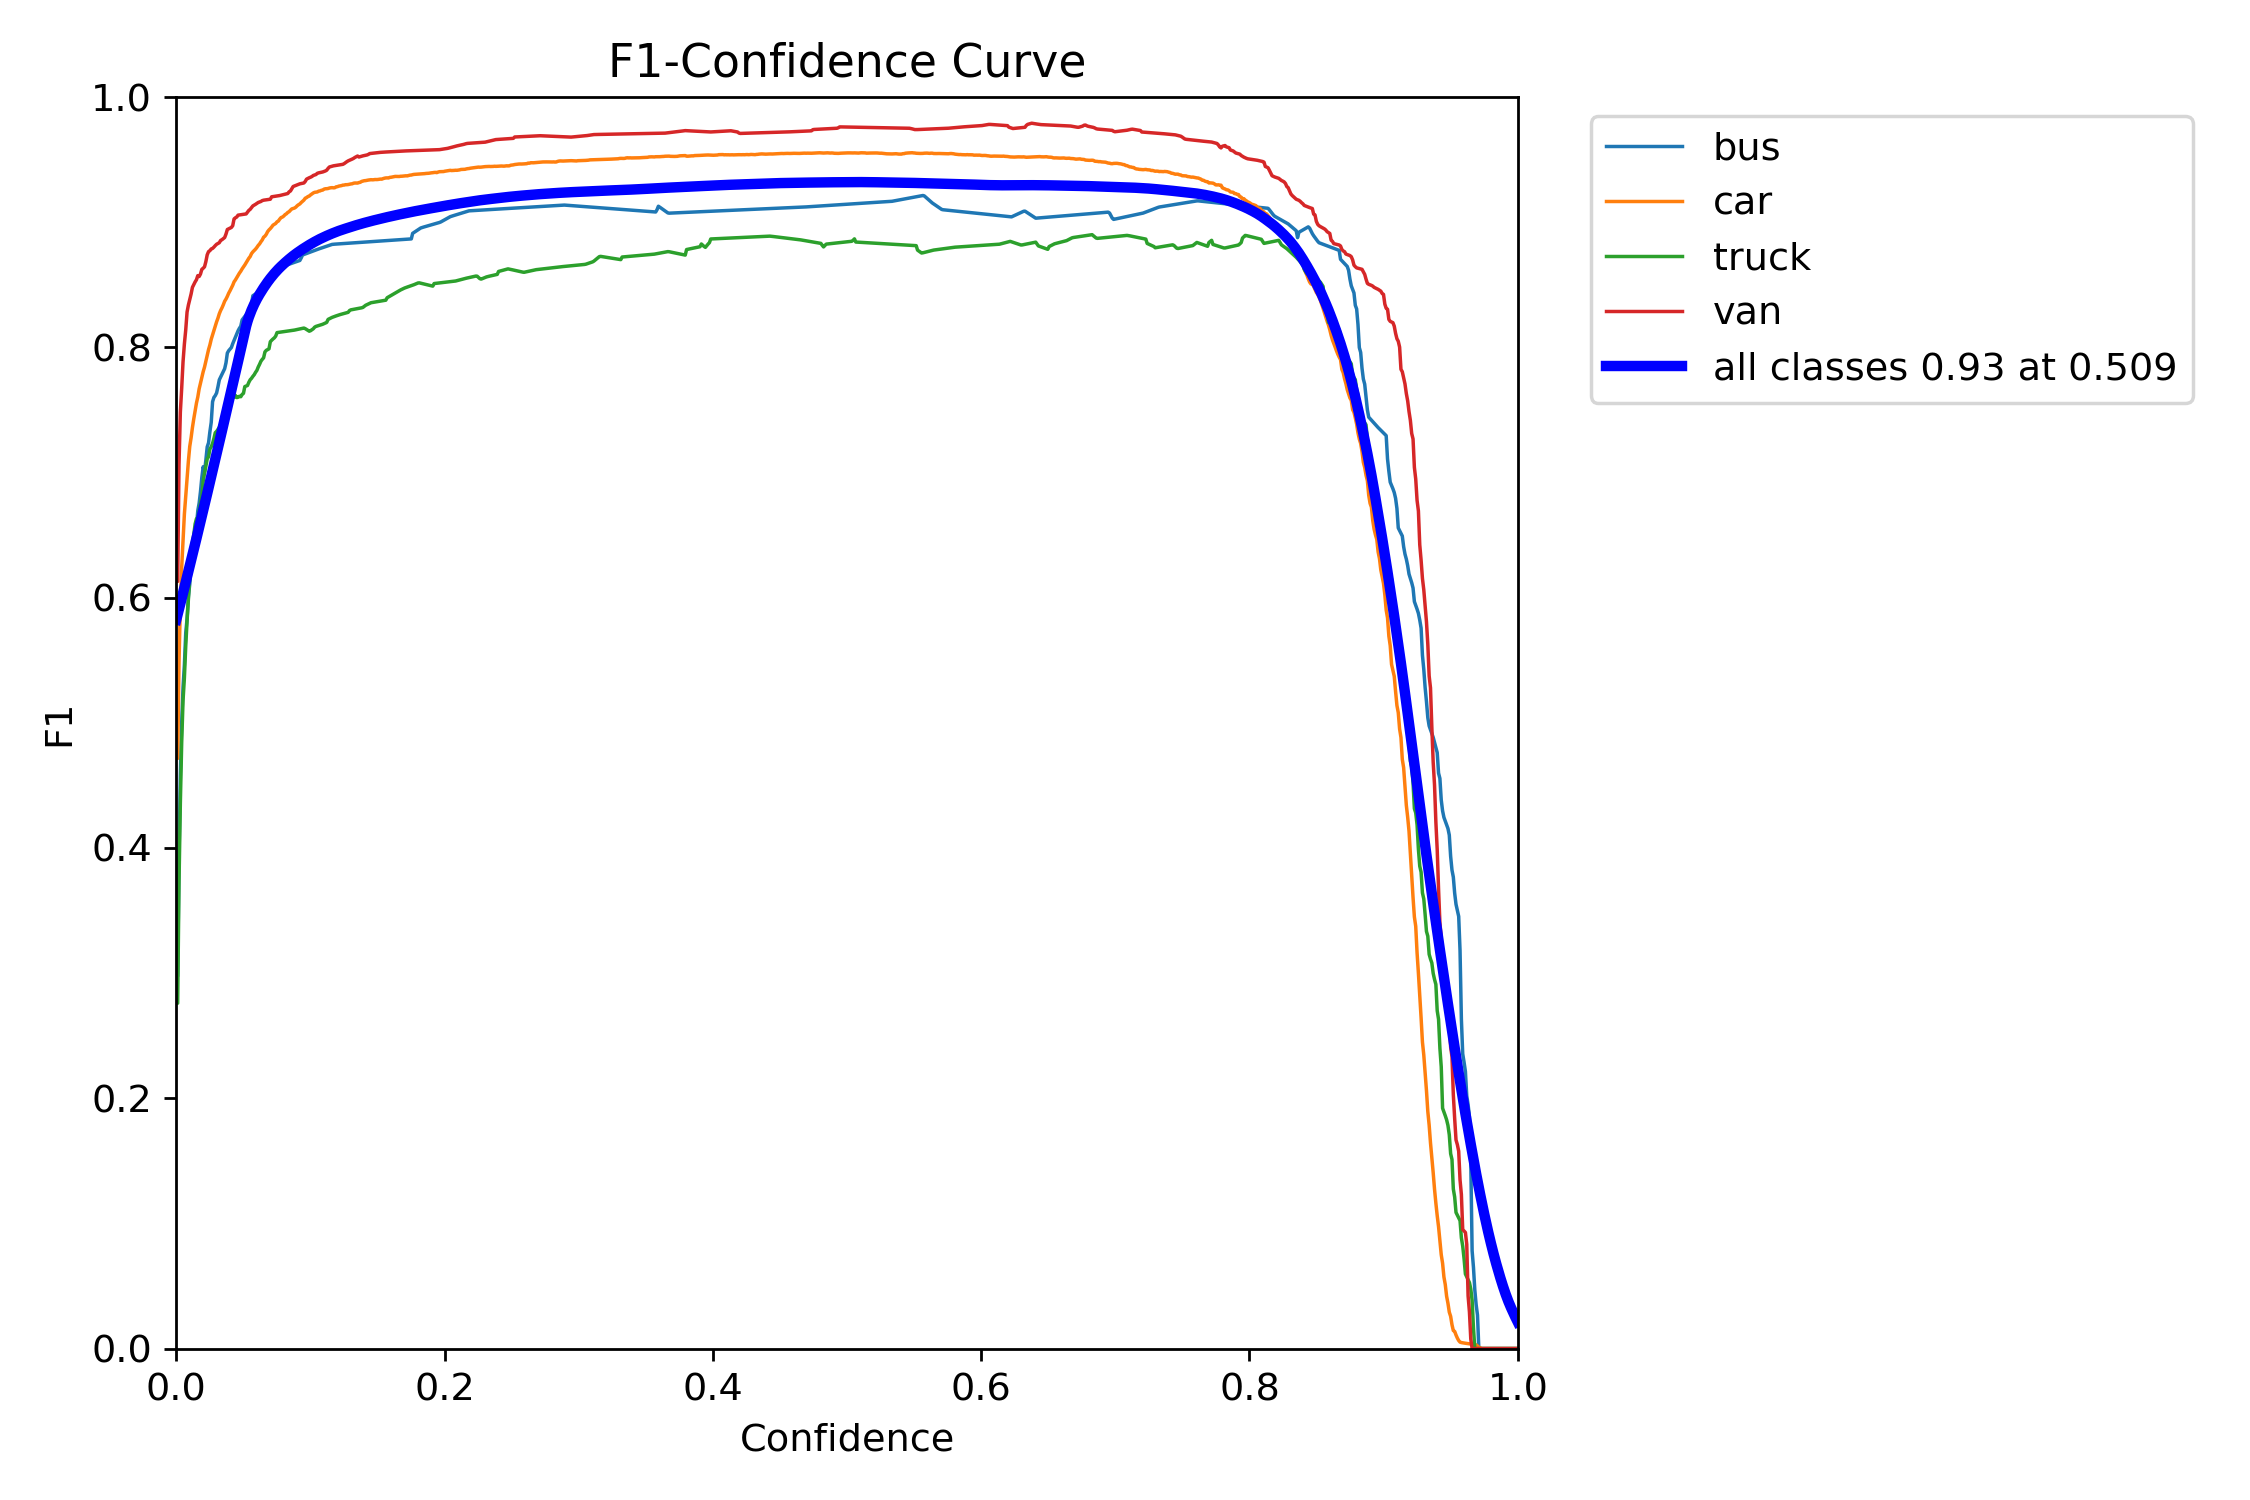 F1-Confidence Curve
1.0
0.8
0.6
0.4
0.2
0.0
F1
0.0 0.2 0.4 0.6 0.8 1.0
Confidence
bus
car
truck
van
all classes 0.93 at 0.509